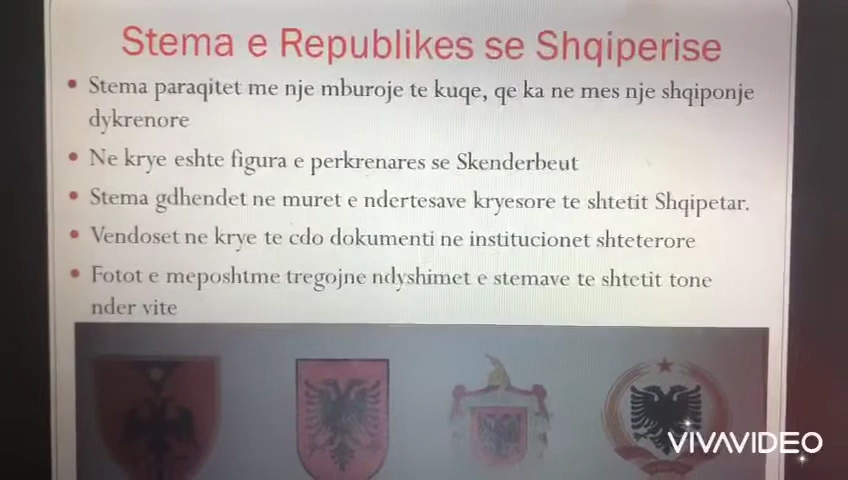 Stema e Republikes se Shqiperise
Stema paraqitet me nje mburoje te kuqe, qe ka ne mes nje shqiponje
dykrenore
Ne krye eshte figura e perkrenares se Skenderbeut
Stema gdhendet ne muret e ndertesave kryesore te shtetit Shqipetar.
Vendoset ne krye te cdo dokumenti ne institucionet shteterore
Fotot e meposhtme tregojne ndyshimet e stemave te shtetit tone
nder vite
VIVAVIDEO